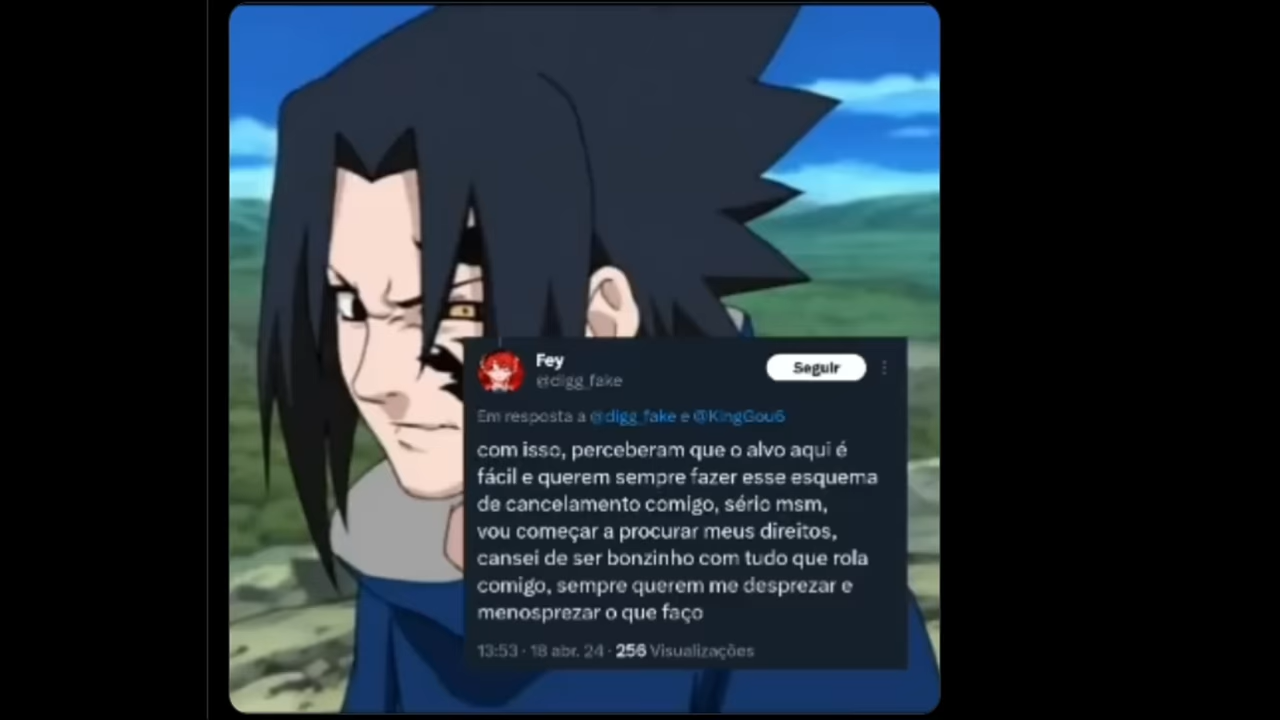 Fey
@digg_fake
Seguir
Em resposta a @digg_fake e @KingGou6
com isso, perceberam que o alvo aqui é
fácil e querem sempre fazer esse esquema
de cancelamento comigo, sério msm,
vou começar a procurar meus direitos,
cansei de ser bonzinho com tudo que rola
comigo, sempre querem me desprezar e
menosprezar o que faço
13:53 · 18 abr. 24 · 256 Visualizações